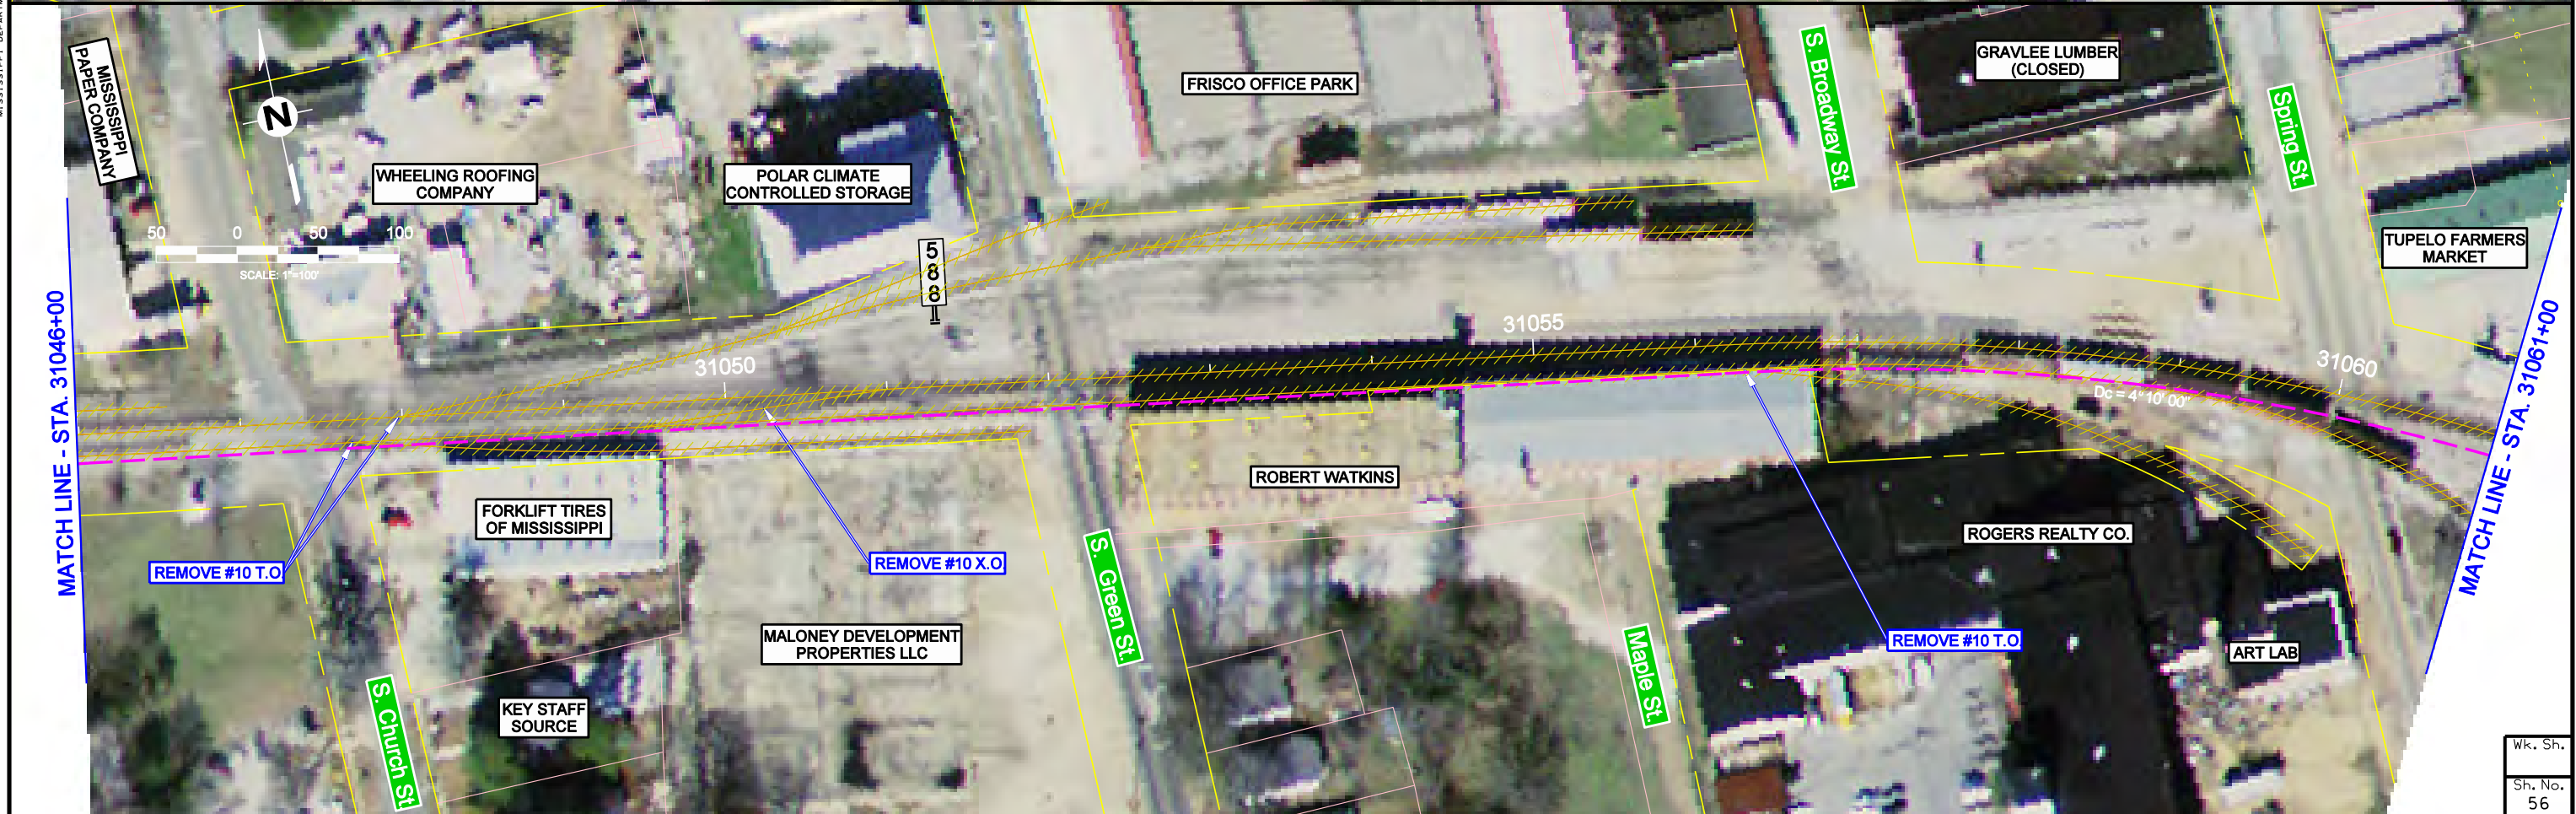 MISSISSIPPI
PAPER COMPANY
N
WHEELING ROOFING
COMPANY
POLAR CLIMATE
CONTROLLED STORAGE
FRISCO OFFICE PARK
S. Broadway St.
GRAVLEE LUMBER
(CLOSED)
Spring St.
TUPELO FARMERS
MARKET
50 0 50 100
SCALE: 1"=100'
588
MATCH LINE - STA. 31046+00
31050
31055
31060
Dc = 4°10' 00"
MATCH LINE - STA. 31061+00
FORKLIFT TIRES
OF MISSISSIPPI
REMOVE #10 T.O
REMOVE #10 X.O
ROBERT WATKINS
ROGERS REALTY CO.
S. Green St.
MALONEY DEVELOPMENT
PROPERTIES LLC
Maple St.
REMOVE #10 T.O
ART LAB
KEY STAFF
SOURCE
S. Church St
Wk. Sh.
Sh. No.
56